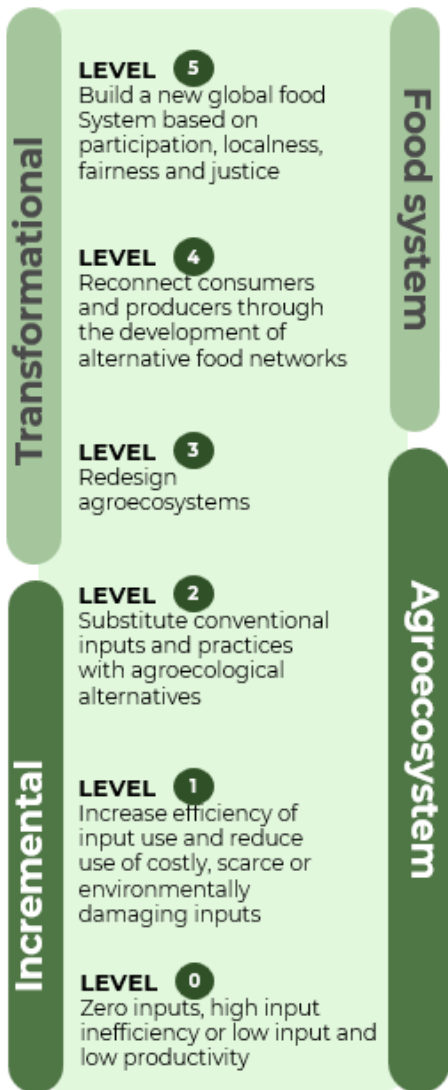 LEVEL 5
Build a new global food
System based on
participation, localness,
fairness and justice
LEVEL 4
Reconnect consumers
and producers through
the development of
alternative food networks
LEVEL 3
Redesign
agroecosystems
LEVEL 2
Substitute conventional
inputs and practices
with agroecological
alternatives
LEVEL 1
Increase efficiency of
input use and reduce
use of costly, scarce or
environmentally
damaging inputs
LEVEL 0
Zero inputs, high input
inefficiency or low input and
low productivity
Transformational
Incremental
Food system
Agroecosystem